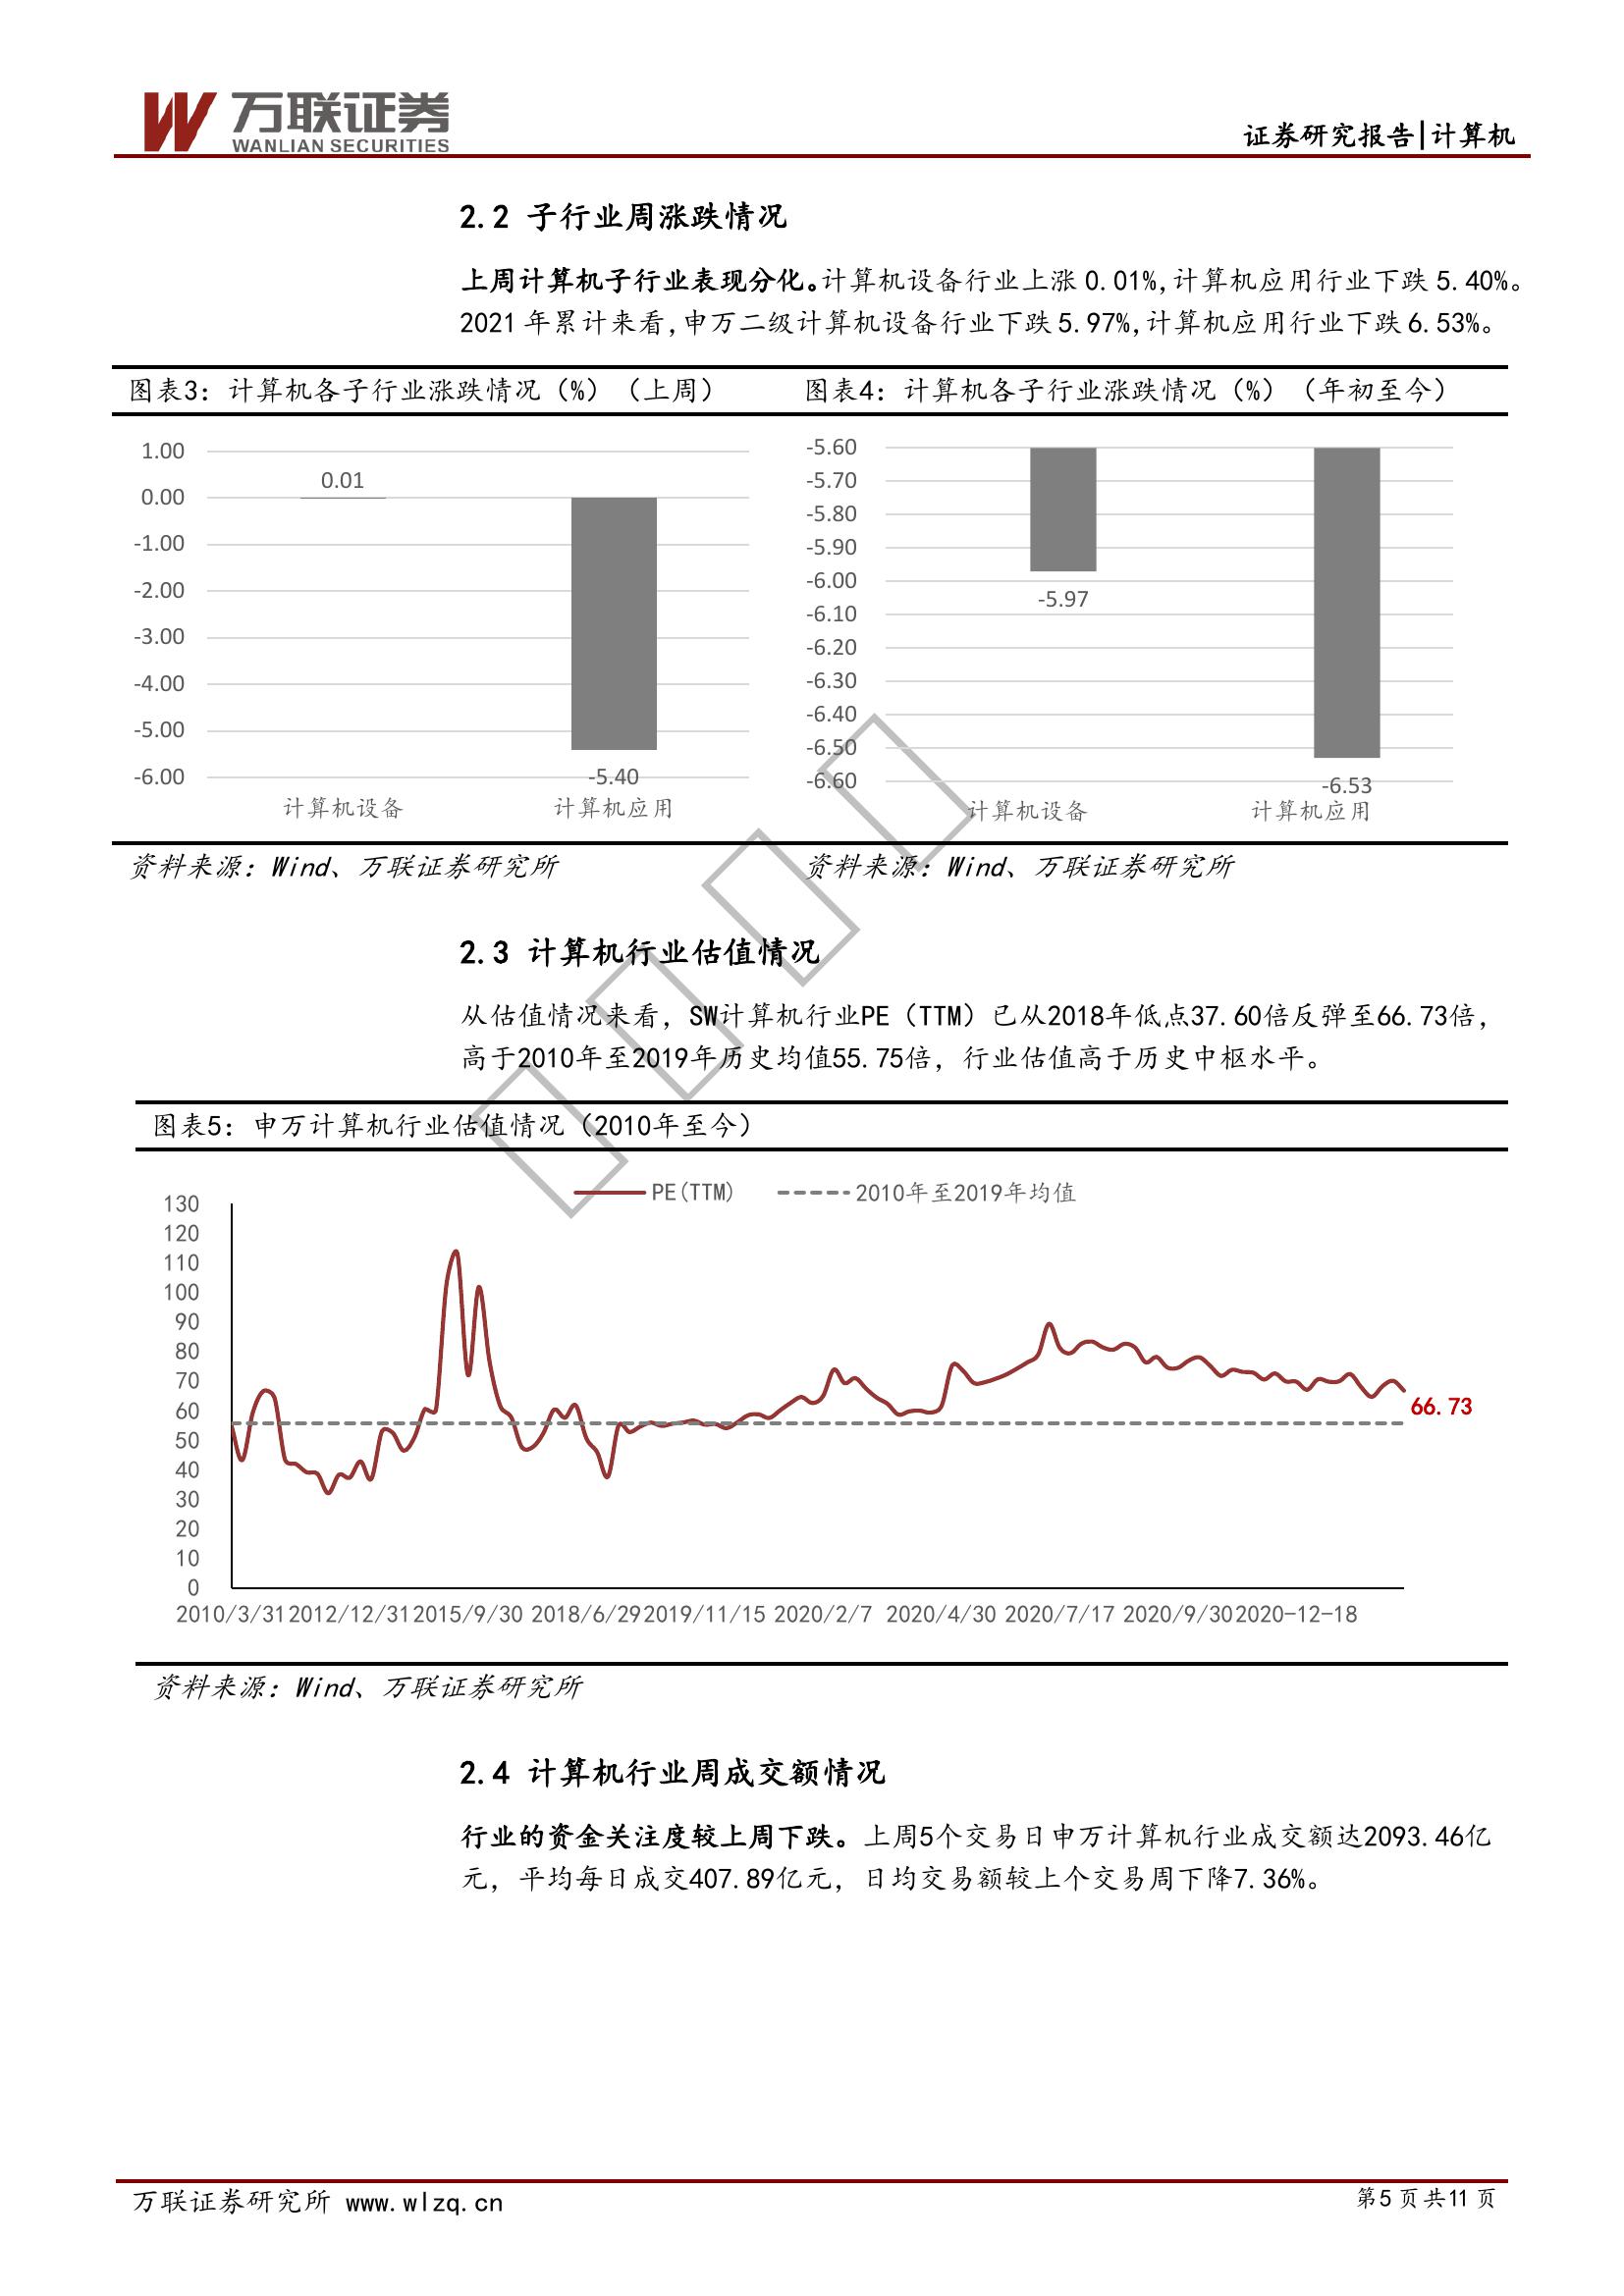 万联证券
WANLIAN SECURITIES
证券研究报告|计算机
2.2 子行业周涨跌情况
上周计算机子行业表现分化。计算机设备行业上涨 0.01%,计算机应用行业下跌 5.40%。
2021 年累计来看,申万二级计算机设备行业下跌 5.97%,计算机应用行业下跌 6.53%。
图表3：计算机各子行业涨跌情况（%）（上周）
1.00
0.00
-1.00
-2.00
-3.00
-4.00
-5.00
-6.00
0.01
-5.40
计算机设备 计算机应用
资料来源：Wind、万联证券研究所
图表4：计算机各子行业涨跌情况（%）（年初至今）
-5.60
-5.70
-5.80
-5.90
-6.00
-6.10
-6.20
-6.30
-6.40
-6.50
-6.60
-5.97
-6.53
计算机设备 计算机应用
资料来源：Wind、万联证券研究所
2.3 计算机行业估值情况
从估值情况来看，SW计算机行业PE（TTM）已从2018年低点37.60倍反弹至66.73倍，
高于2010年至2019年历史均值55.75倍，行业估值高于历史中枢水平。
图表5：申万计算机行业估值情况（2010年至今）
PE(TTM) 2010年至2019年均值
130
120
110
100
90
80
70
60
50
40
30
20
10
0
66.73
2010/3/31 2012/12/31 2015/9/30 2018/6/29 2019/11/15 2020/2/7 2020/4/30 2020/7/17 2020/9/30 2020-12-18
资料来源：Wind、万联证券研究所
2.4 计算机行业周成交额情况
行业的资金关注度较上周下跌。上周5个交易日申万计算机行业成交额达2093.46亿
元，平均每日成交407.89亿元，日均交易额较上个交易周下降7.36%。
万联证券研究所 www.wlzq.cn
第5 页 共11 页